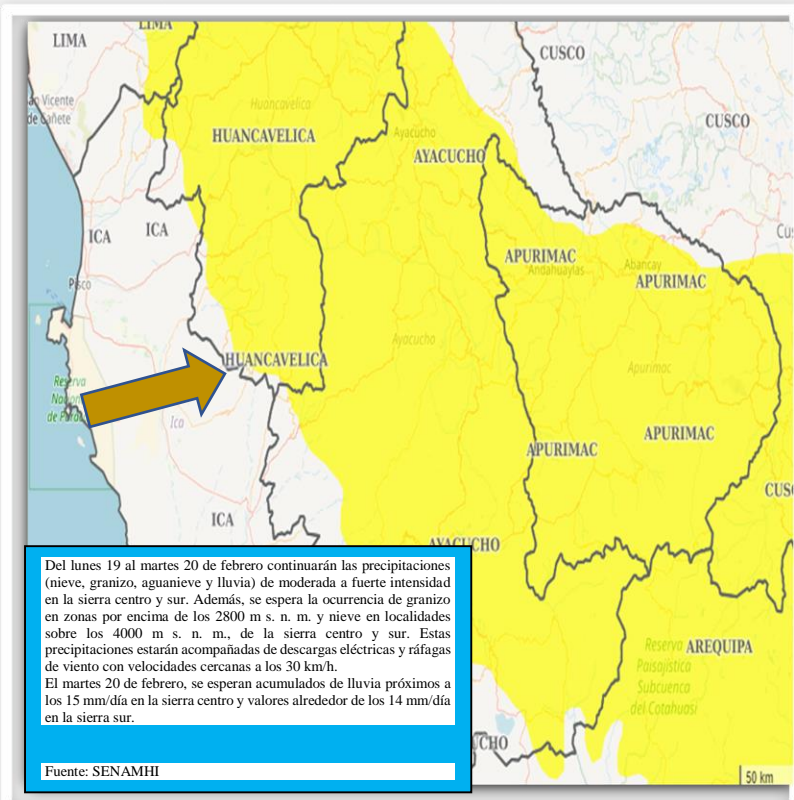 LIMA
LIMA
CUSCO
San Vicente
de Cañete
Huancavelica
CUSCO
HUANCAVELICA
Ayacucho
AYACUCHO
ICA
ICA
APURIMAC
Andahuaylas
Abancay
APURIMAC
Pisco
Ayacucho
HUANCAVELICA
Apurimac
Reserva
Ica
APURIMAC
APURIMAC
ICA
AYACUCHO
Del lunes 19 al martes 20 de febrero continuarán las precipitaciones
(nieve, granizo, aguanieve y lluvia) de moderada a fuerte intensidad
en la sierra centro y sur. Además, se espera la ocurrencia de granizo
en zonas por encima de los 2800 m s. n. m. y nieve en localidades
sobre los 4000 m s. n. m., de la sierra centro y sur. Estas
precipitaciones estarán acompañadas de descargas eléctricas y ráfagas
de viento con velocidades cercanas a los 30 km/h.
El martes 20 de febrero, se esperan acumulados de lluvia próximos a
los 15 mm/día en la sierra centro y valores alrededor de los 14 mm/día
en la sierra sur.
Fuente: SENAMHI
Reserva
Paisajística
Subcuenca
del Cotahuasi
AREQUIPA
50 km